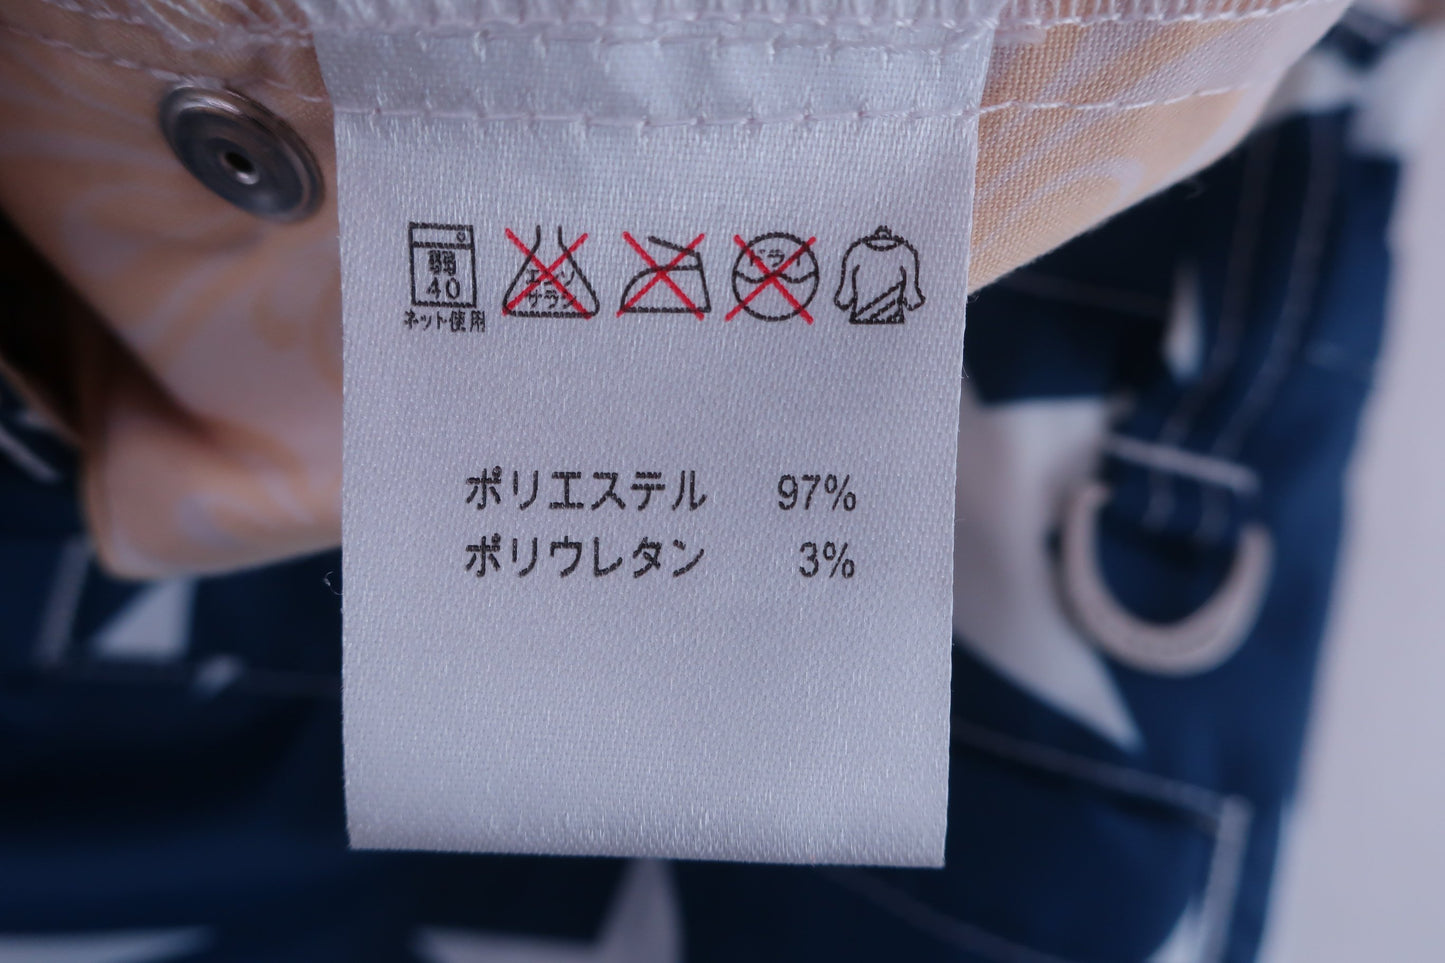 弱
40
ネット使用
エンソ
サラシ
ドライ
ポリエステル 97%
ポリウレタン 3%